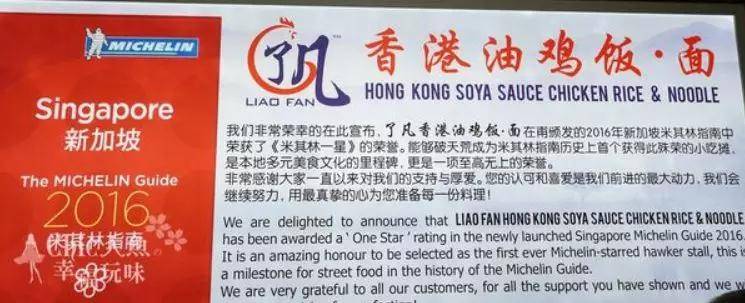 MICHELIN
Singapore
新加坡
The MICHELIN Guide
2016
米其林指南
了凡 TM
LIAO FAN
香港油鸡饭·面
HONG KONG SOYA SAUCE CHICKEN RICE & NOODLE
我们非常荣幸的在此宣布，了凡香港油鸡饭·面在甫颁发的2016年新加坡米其林指南中
荣获了《米其林一星》的荣誉。能够破天荒成为米其林指南历史上首个获得此殊荣的小吃摊，
是本地多元美食文化的里程碑，更是一项至高无上的荣誉。
非常感谢大家一直以来对我们的支持与厚爱。您的认可和喜爱是我们前进的最大动力，我们会
继续努力，用最真挚的心为您准备每一份料理！
We are delighted to announce that LIAO FAN HONG KONG SOYA SAUCE CHICKEN RICE & NOODLE
has been awarded a ' One Star ' rating in the newly launched Singapore Michelin Guide 2016.
It is an amazing honour to be selected as the first ever Michelin-starred hawker stall, this is
a milestone for street food in the history of the Michelin Guide.
We are very grateful to all our customers, for all the support you have shown and we w
幸福玩味